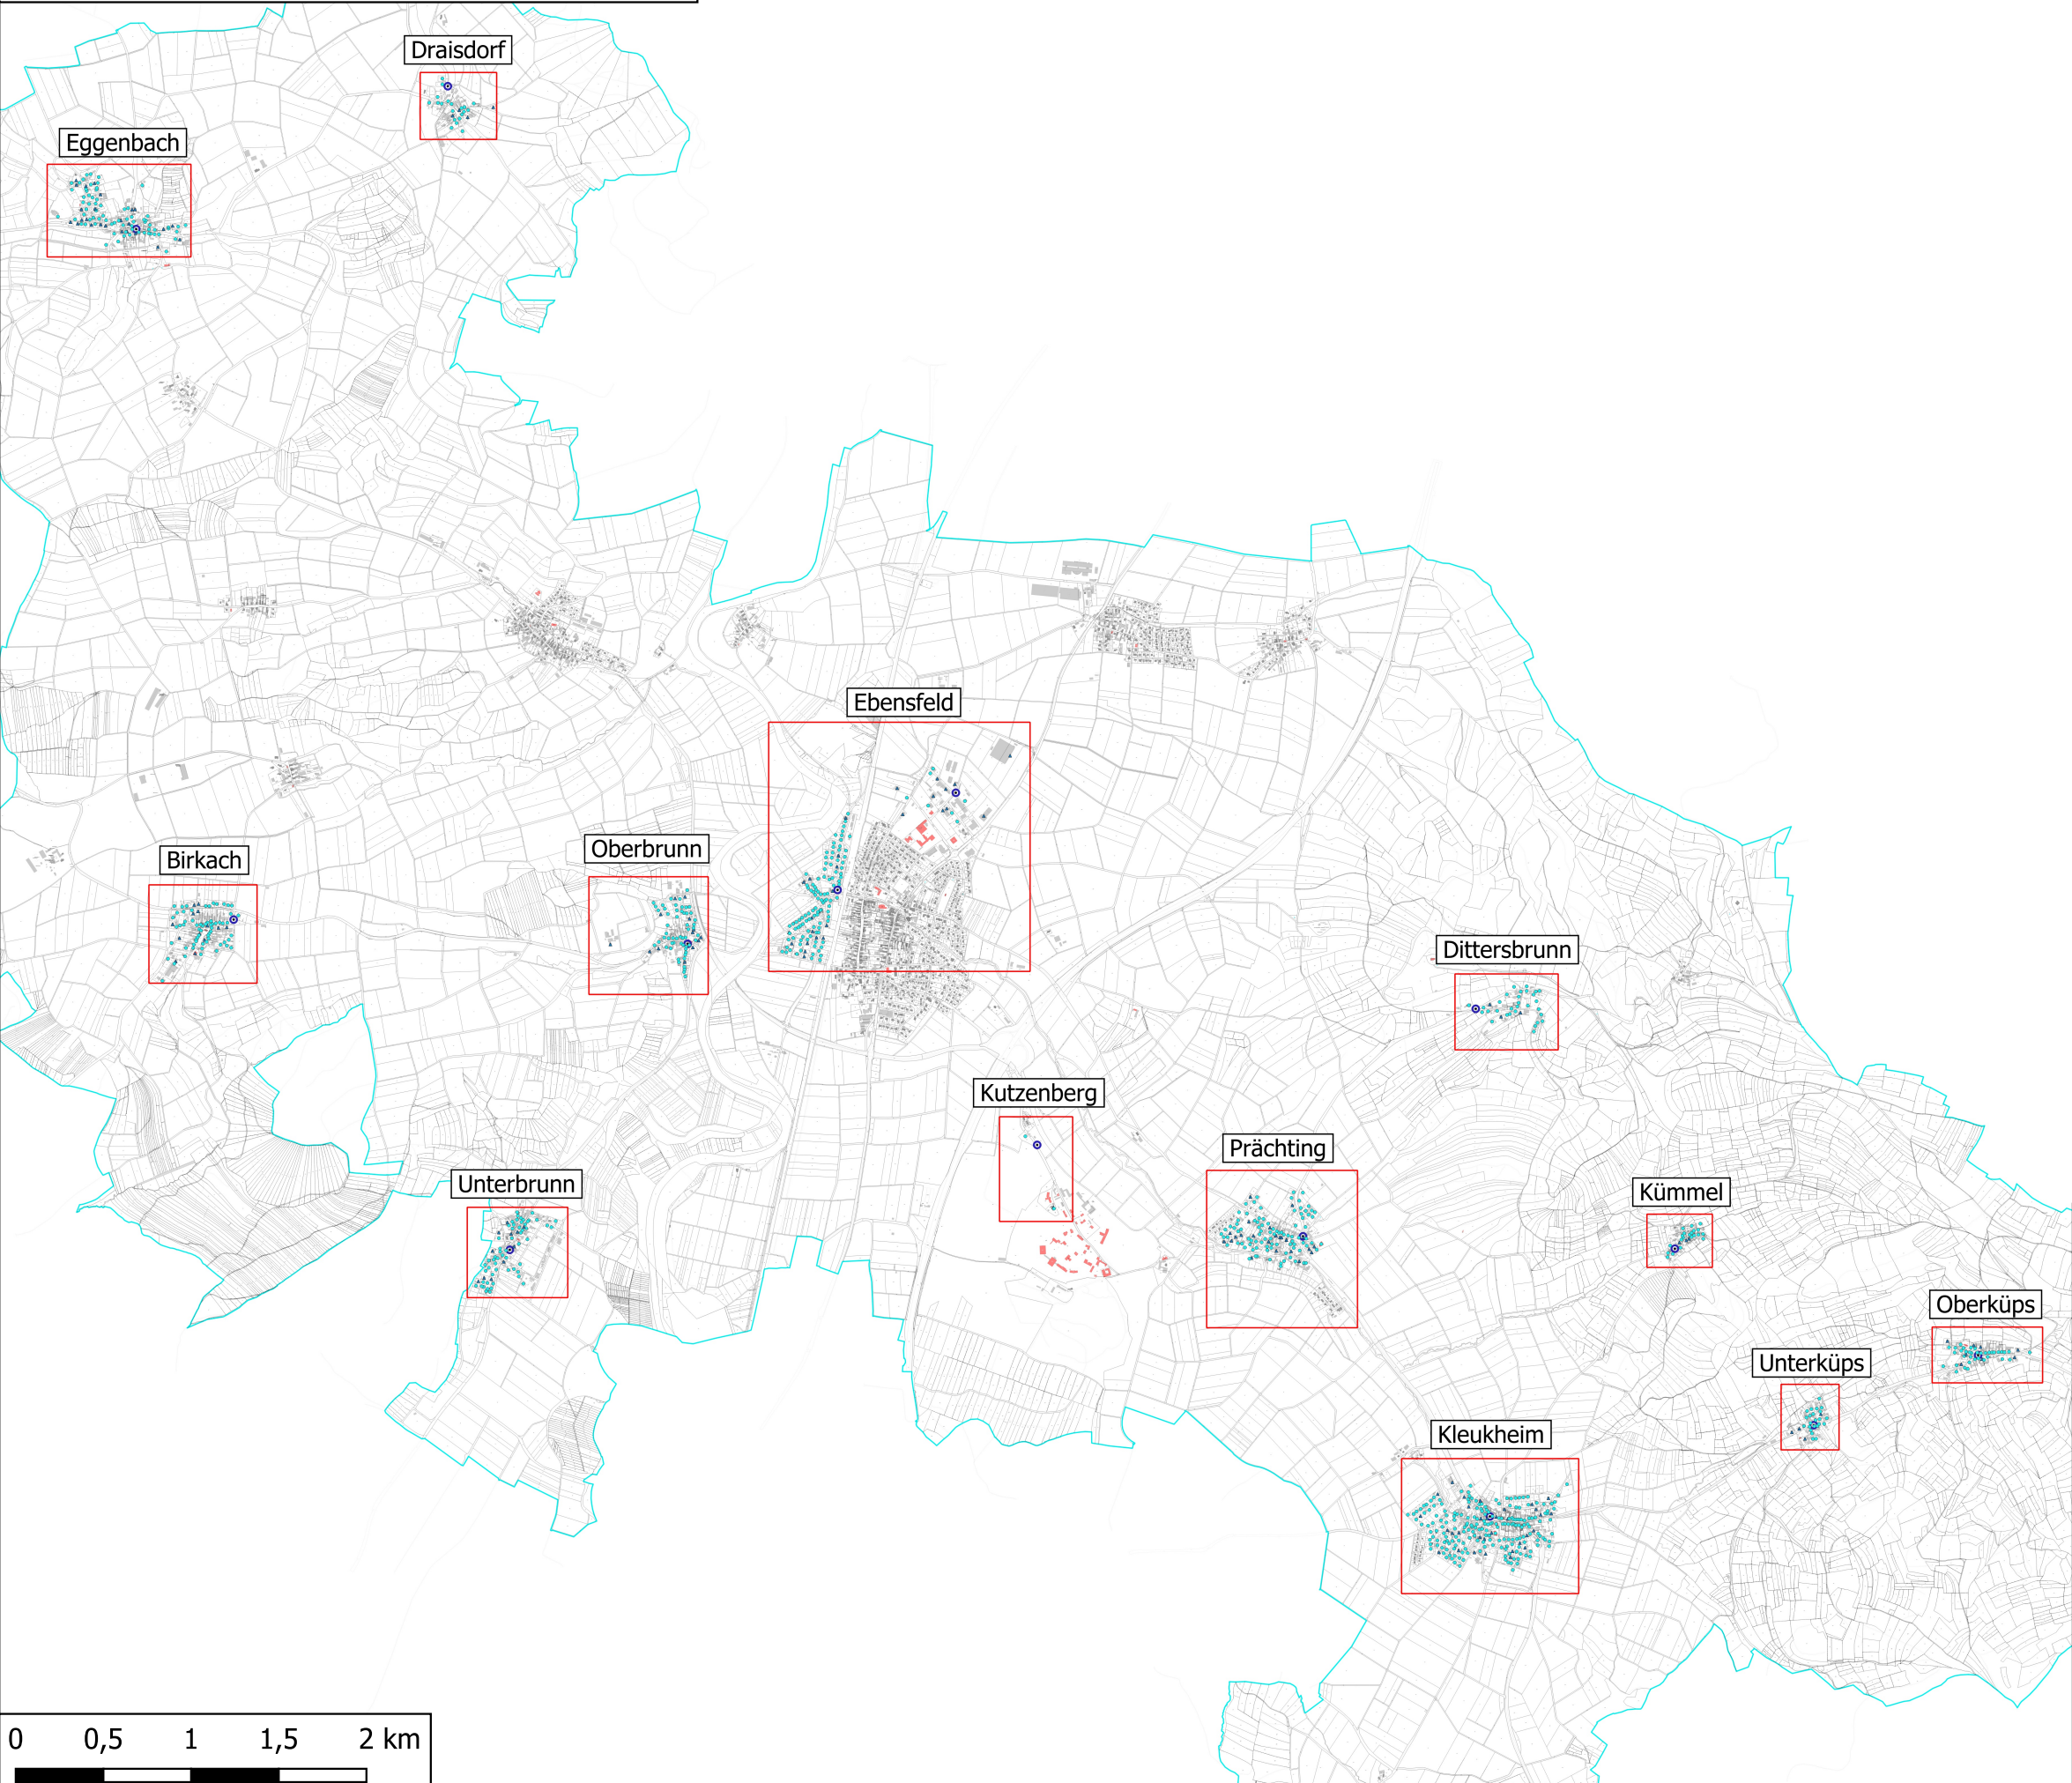 Draisdorf
Eggenbach
Ebensfeld
Oberbrunn
Birkach
Dittersbrunn
Kutzenberg
Prächting
Unterbrunn
Kümmel
Oberküps
Unterküps
Kleukheim
0 0,5 1 1,5 2 km